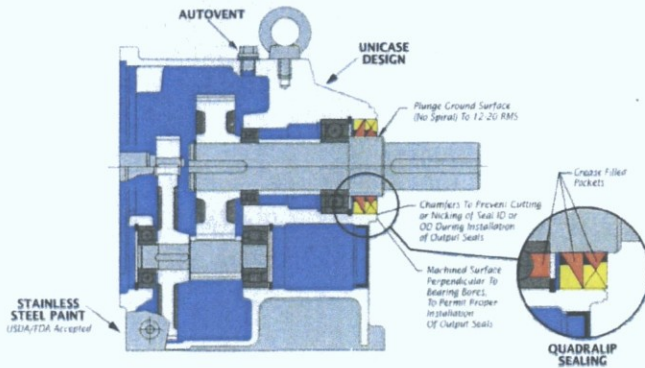 AUTOVENT
UNICASE
DESIGN
Plunge Ground Surface
(No Spiral) To 12-20 RMS
Grease Filled
Pockets
Chamfers To Prevent Cutting
or Nicking of Seal ID or
OD During Installation
of Output Seals
Machined Surface
Perpendicular To
Bearing Bores,
To Permit Proper
Installation
Of Output Seals
STAINLESS
STEEL PAINT
USDA/FDA Accepted
QUADRALIP
SEALING